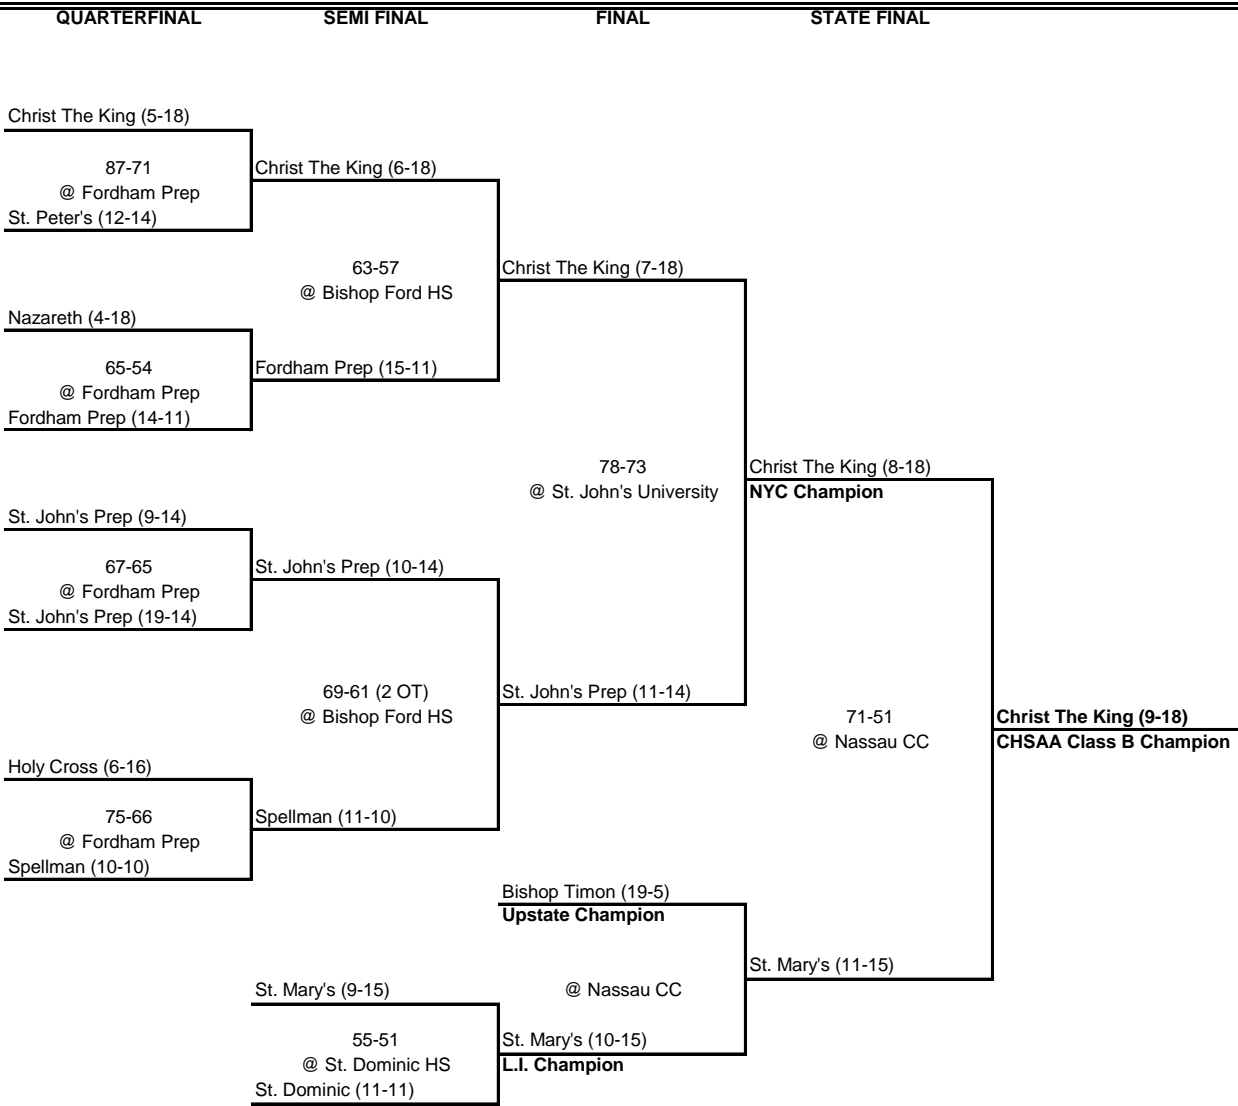 QUARTERFINAL SEMI FINAL FINAL STATE FINAL
Christ The King (5-18)
87-71 Christ The King (6-18)
@ Fordham Prep
St. Peter's (12-14)
63-57 Christ The King (7-18)
@ Bishop Ford HS
Nazareth (4-18)
65-54 Fordham Prep (15-11)
@ Fordham Prep
Fordham Prep (14-11)
78-73 Christ The King (8-18)
@ St. John's University NYC Champion
St. John's Prep (9-14)
67-65 St. John's Prep (10-14)
@ Fordham Prep
St. John's Prep (19-14)
69-61 (2 OT) St. John's Prep (11-14)
@ Bishop Ford HS
71-51 Christ The King (9-18)
@ Nassau CC CHSAA Class B Champion
Holy Cross (6-16)
75-66 Spellman (11-10)
@ Fordham Prep
Spellman (10-10)
Bishop Timon (19-5)
Upstate Champion
St. Mary's (11-15)
St. Mary's (9-15) @ Nassau CC
55-51 St. Mary's (10-15)
@ St. Dominic HS L.I. Champion
St. Dominic (11-11)